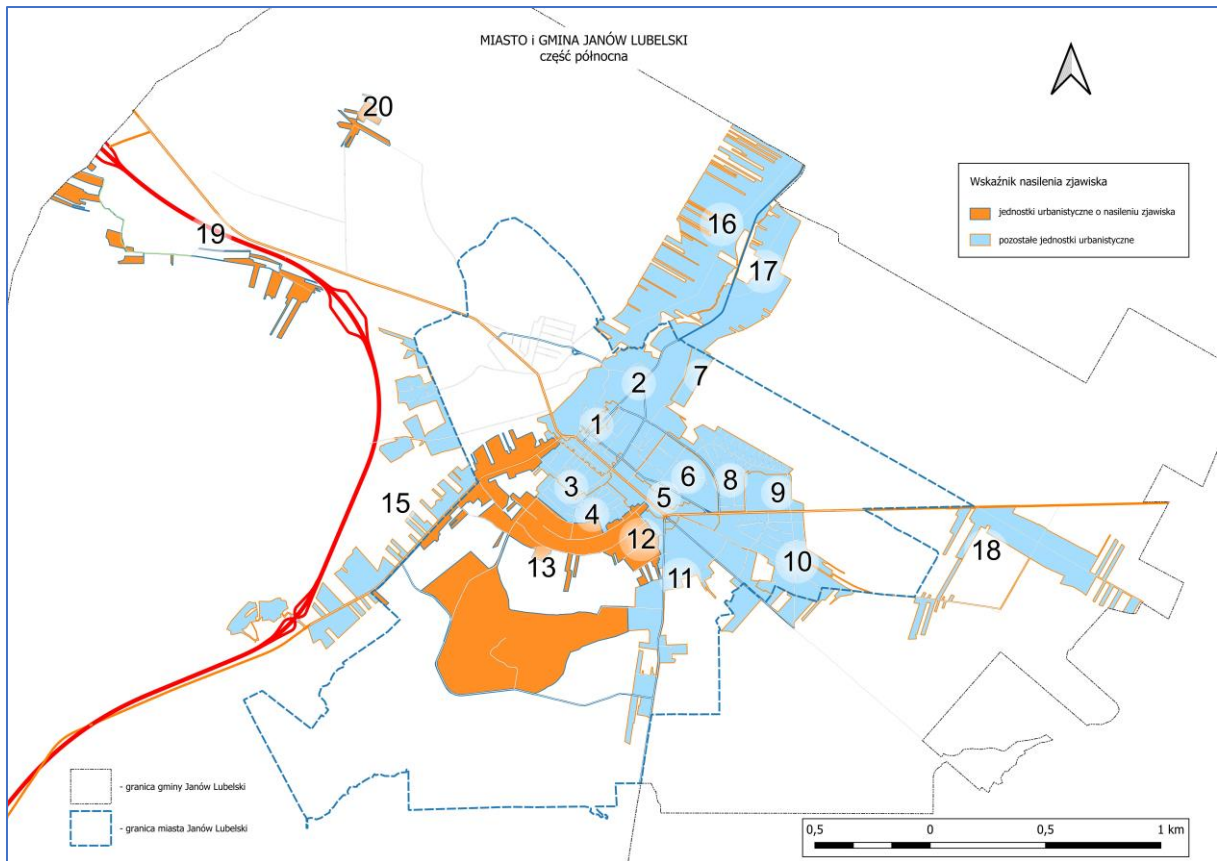 MIASTO i GMINA JANÓW LUBELSKI
część północna
20
Wskaźnik nasilenia zjawiska
jednostki urbanistyczne o nasileniu zjawiska
pozostałe jednostki urbanistyczne
16
19
17
2
7
1
6
8
3
9
15
5
4
12
18
13
11
10
- granica gminy Janów Lubelski
- granica miasta Janów Lubelski
0,5 0 0,5 1 km